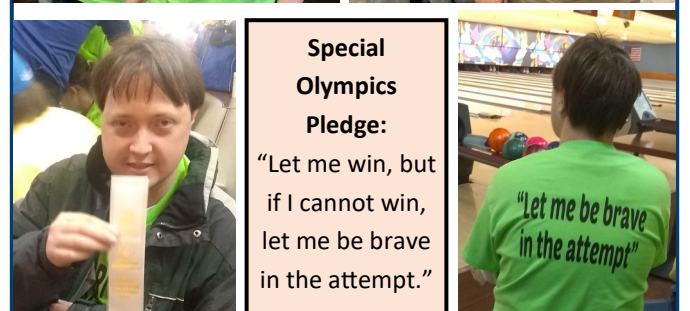 Special
Olympics
Pledge:
“Let me win, but
if I cannot win,
let me be brave
in the attempt.”
“Let me be brave
in the attempt”